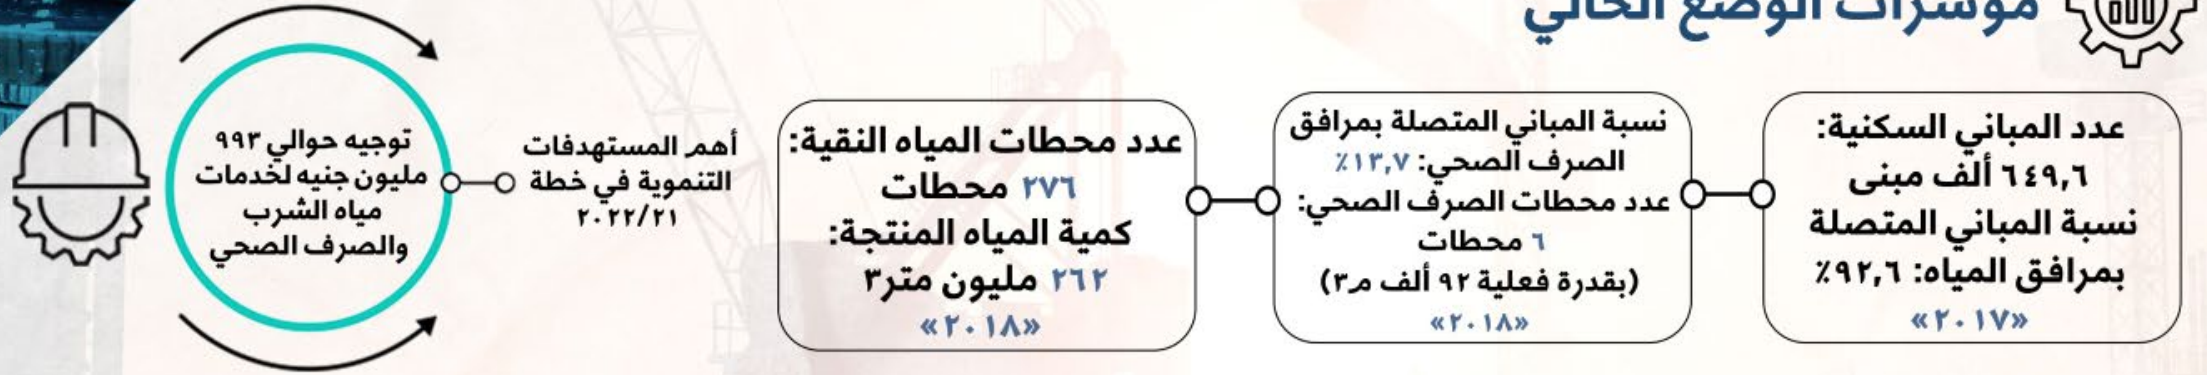 مؤشرات الوضع الحالي
عدد المباني السكنية:
٦٤٩,٦ ألف مبنى
نسبة المباني المتصلة
بمرافق المياه: ٩٢,٦٪
«٢٠١٧»
نسبة المباني المتصلة بمرافق
الصرف الصحي: ١٣,٧٪
عدد محطات الصرف الصحي:
٦ محطات
(بقدرة فعلية ٩٢ ألف م٣)
«٢٠١٨»
عدد محطات المياه النقية:
٢٧٦ محطات
كمية المياه المنتجة:
٢٦٢ مليون متر٣
«٢٠١٨»
أهم المستهدفات
التنموية في خطة
٢٠٢٢/٢١
توجيه حوالي ٩٩٣
مليون جنيه لخدمات
مياه الشرب
والصرف الصحي